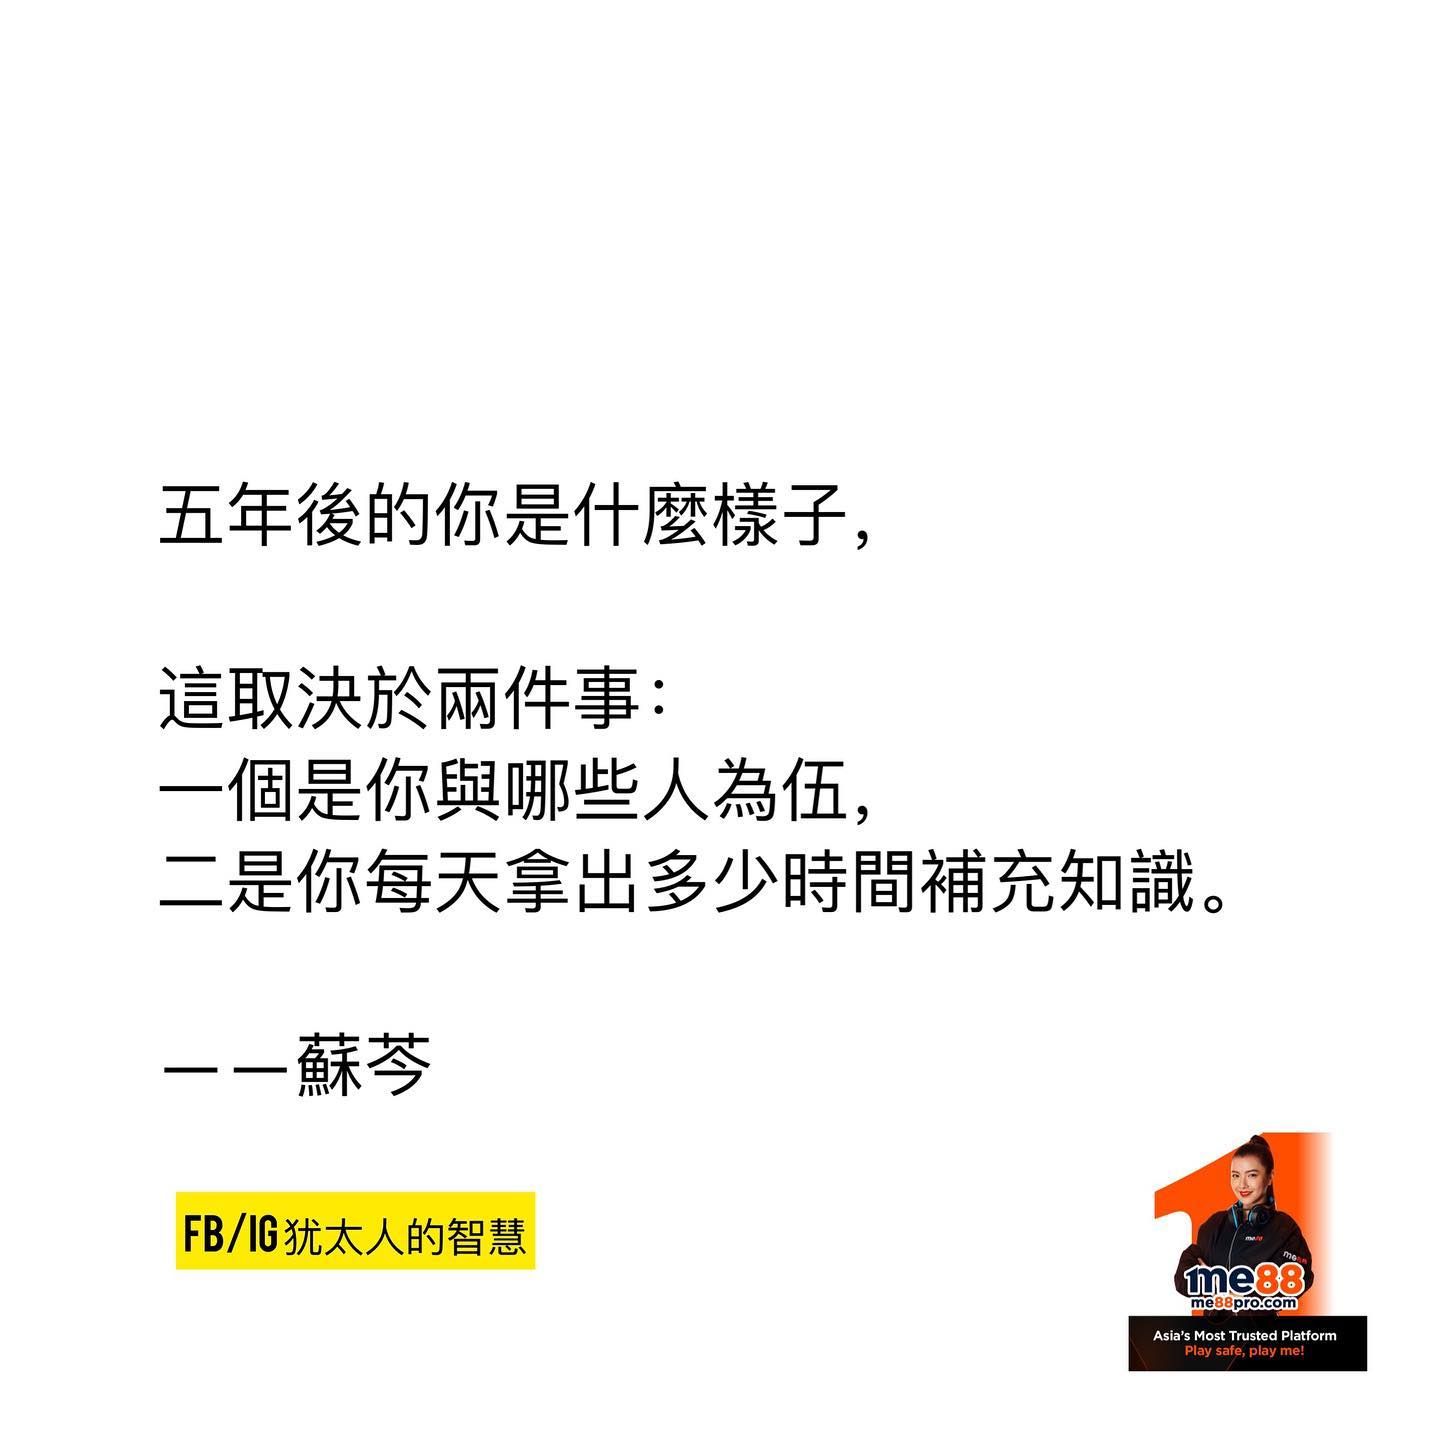 五年後的你是什麼樣子，
這取決於兩件事：
一個是你與哪些人為伍，
二是你每天拿出多少時間補充知識。
——蘇芩
FB/IG 犹太人的智慧
me88
me88
me88
me88pro.com
Asia's Most Trusted Platform
Play safe, play me!